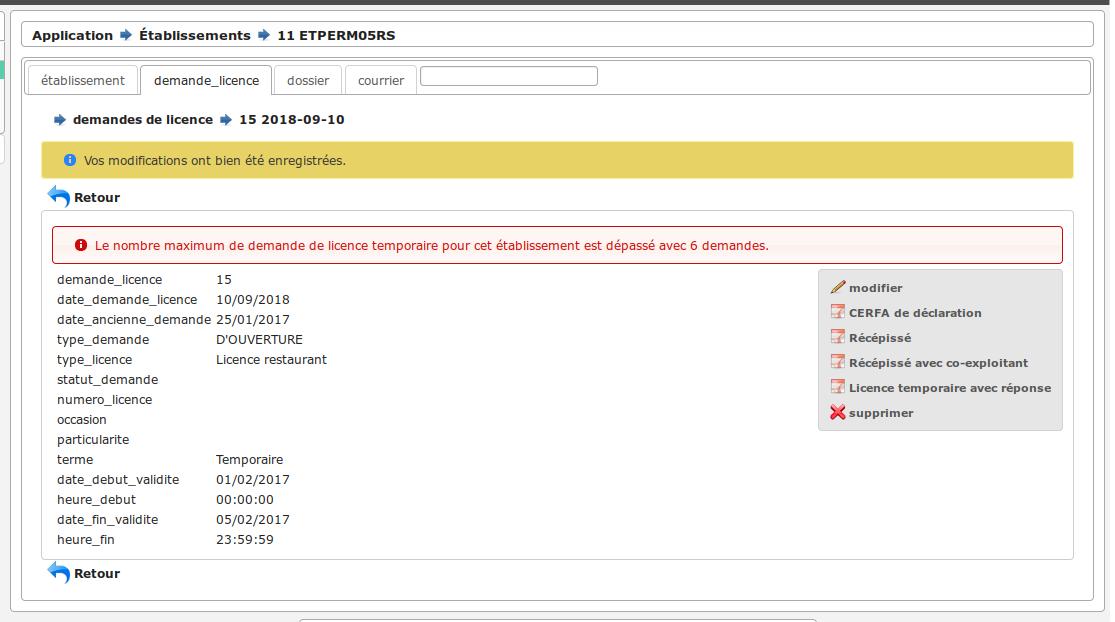 Application Établissements 11 ETPERM05RS
établissement demande_licence dossier courrier
demandes de licence 15 2018-09-10
Vos modifications ont bien été enregistrées.
Retour
Le nombre maximum de demande de licence temporaire pour cet établissement est dépassé avec 6 demandes.
demande_licence 15
date_demande_licence 10/09/2018
date_ancienne_demande 25/01/2017
type_demande D'OUVERTURE
type_licence Licence restaurant
statut_demande
numero_licence
occasion
particularite
terme Temporaire
date_debut_validite 01/02/2017
heure_debut 00:00:00
date_fin_validite 05/02/2017
heure_fin 23:59:59
modifier
CERFA de déclaration
Récépissé
Récépissé avec co-exploitant
Licence temporaire avec réponse
supprimer
Retour